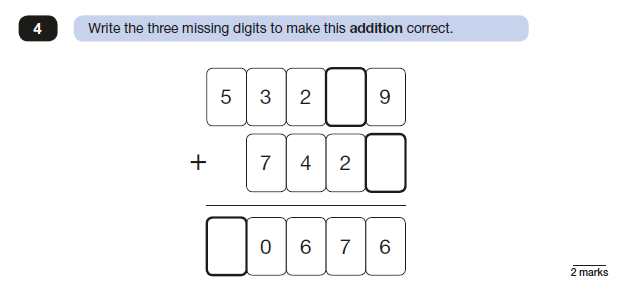 4 Write the three missing digits to make this addition correct.
5 3 2 9
+ 7 4 2
0 6 7 6
2 marks